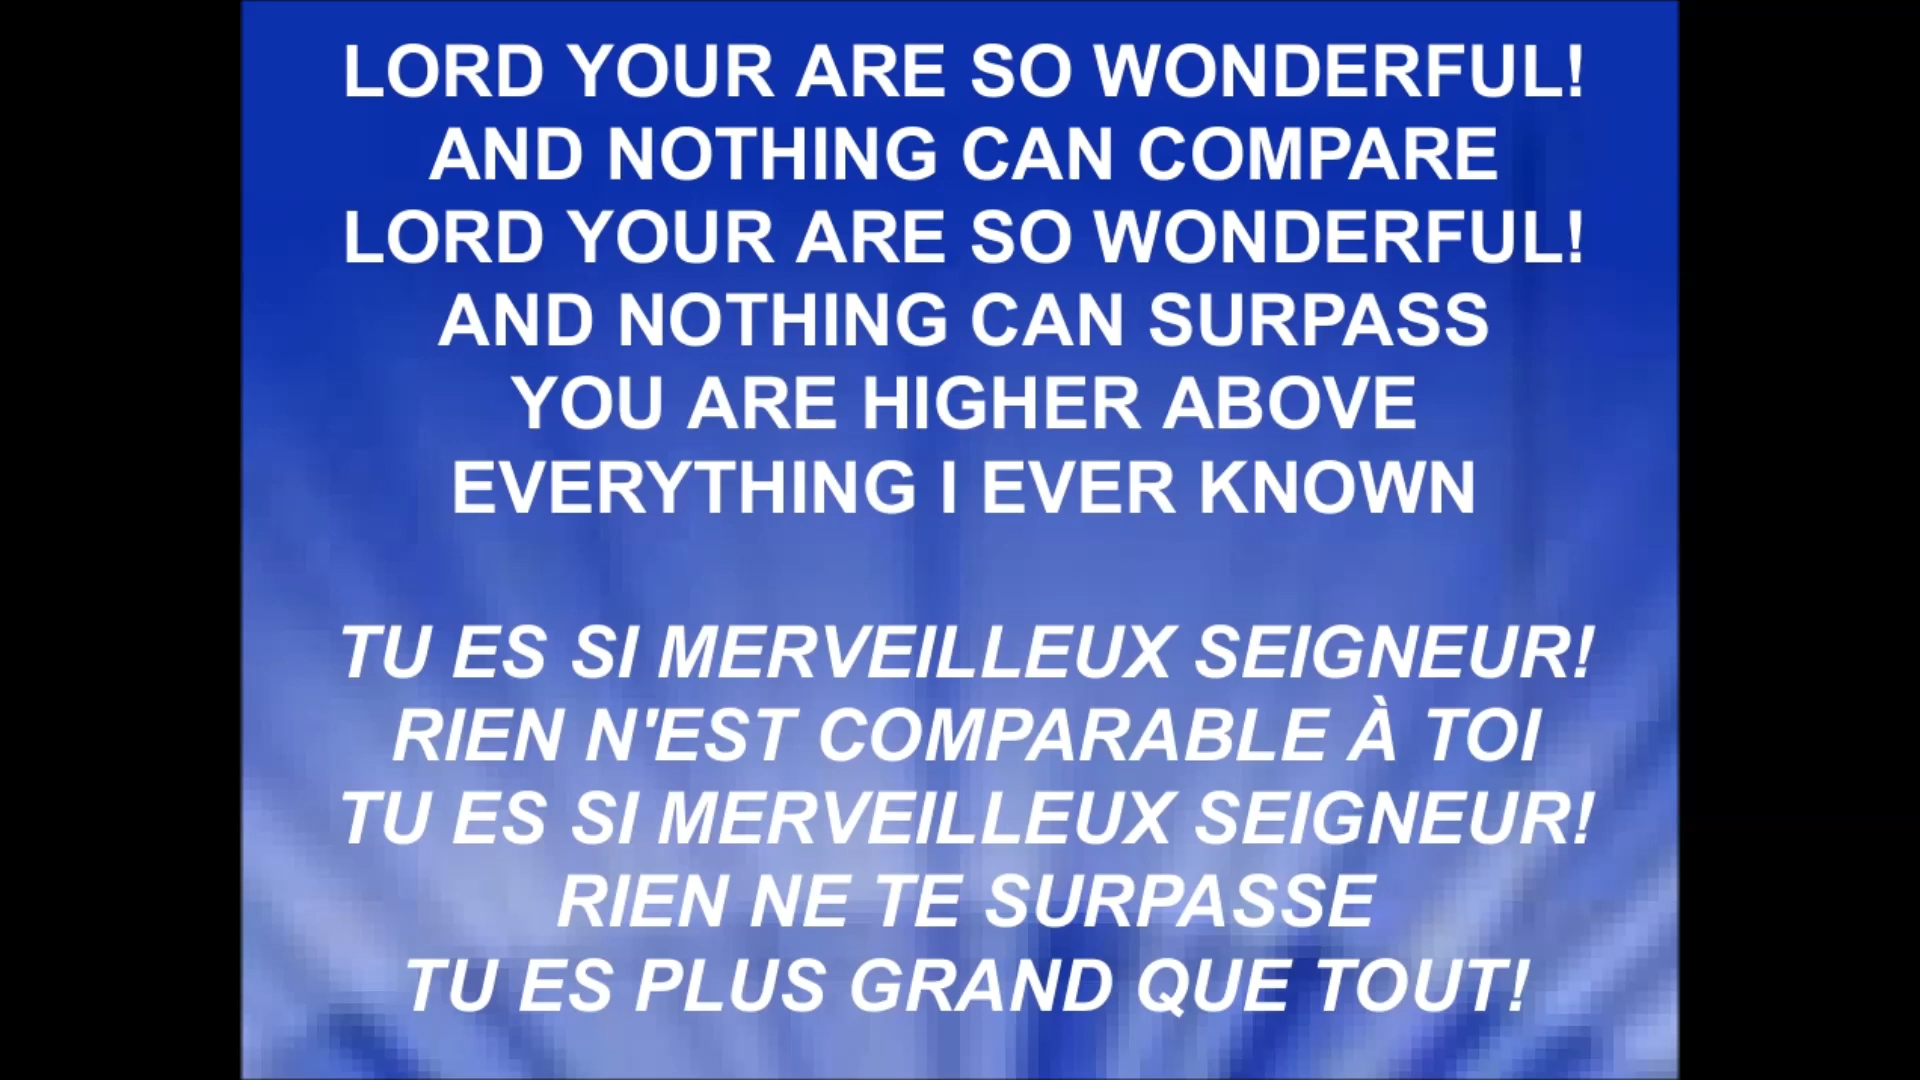 LORD YOUR ARE SO WONDERFUL!
AND NOTHING CAN COMPARE
LORD YOUR ARE SO WONDERFUL!
AND NOTHING CAN SURPASS
YOU ARE HIGHER ABOVE
EVERYTHING I EVER KNOWN
TU ES SI MERVEILLEUX SEIGNEUR!
RIEN N'EST COMPARABLE À TOI
TU ES SI MERVEILLEUX SEIGNEUR!
RIEN NE TE SURPASSE
TU ES PLUS GRAND QUE TOUT!